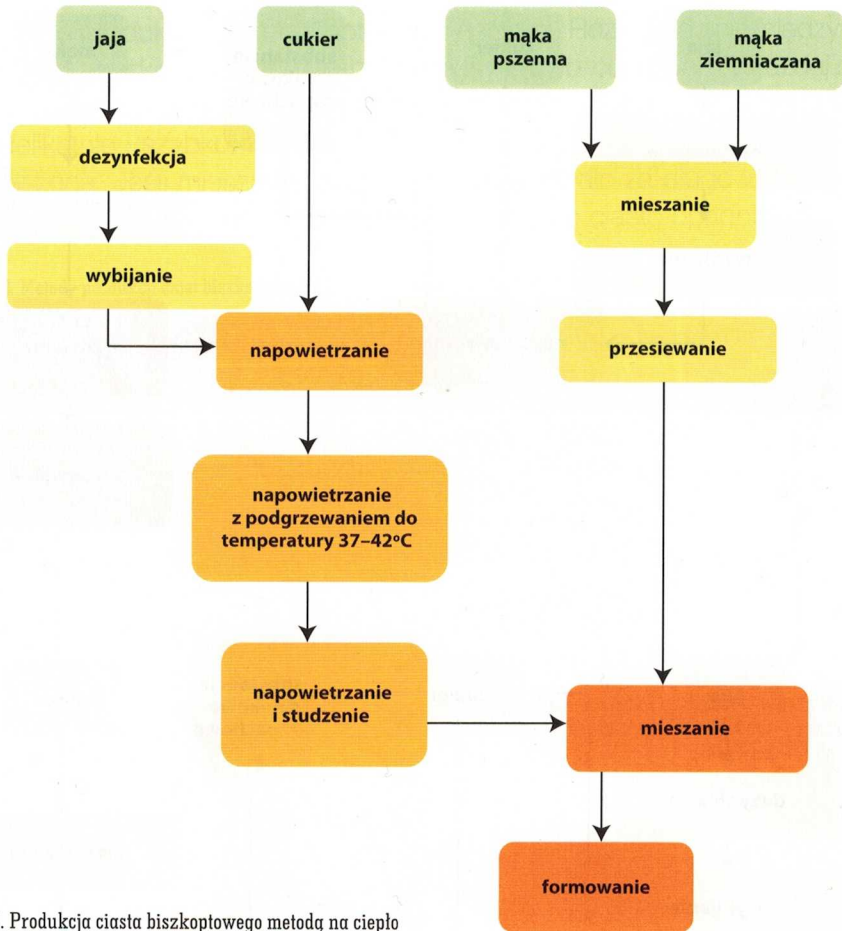 jaja
cukier
mąka
pszenna
mąka
ziemniaczana
dezynfekcja
mieszanie
wybijanie
napowietrzanie
przesiewanie
napowietrzanie
z podgrzewaniem do
temperatury 37–42°C
napowietrzanie
i studzenie
mieszanie
formowanie
. Produkcja ciasta biszkoptowego metodą na ciepło